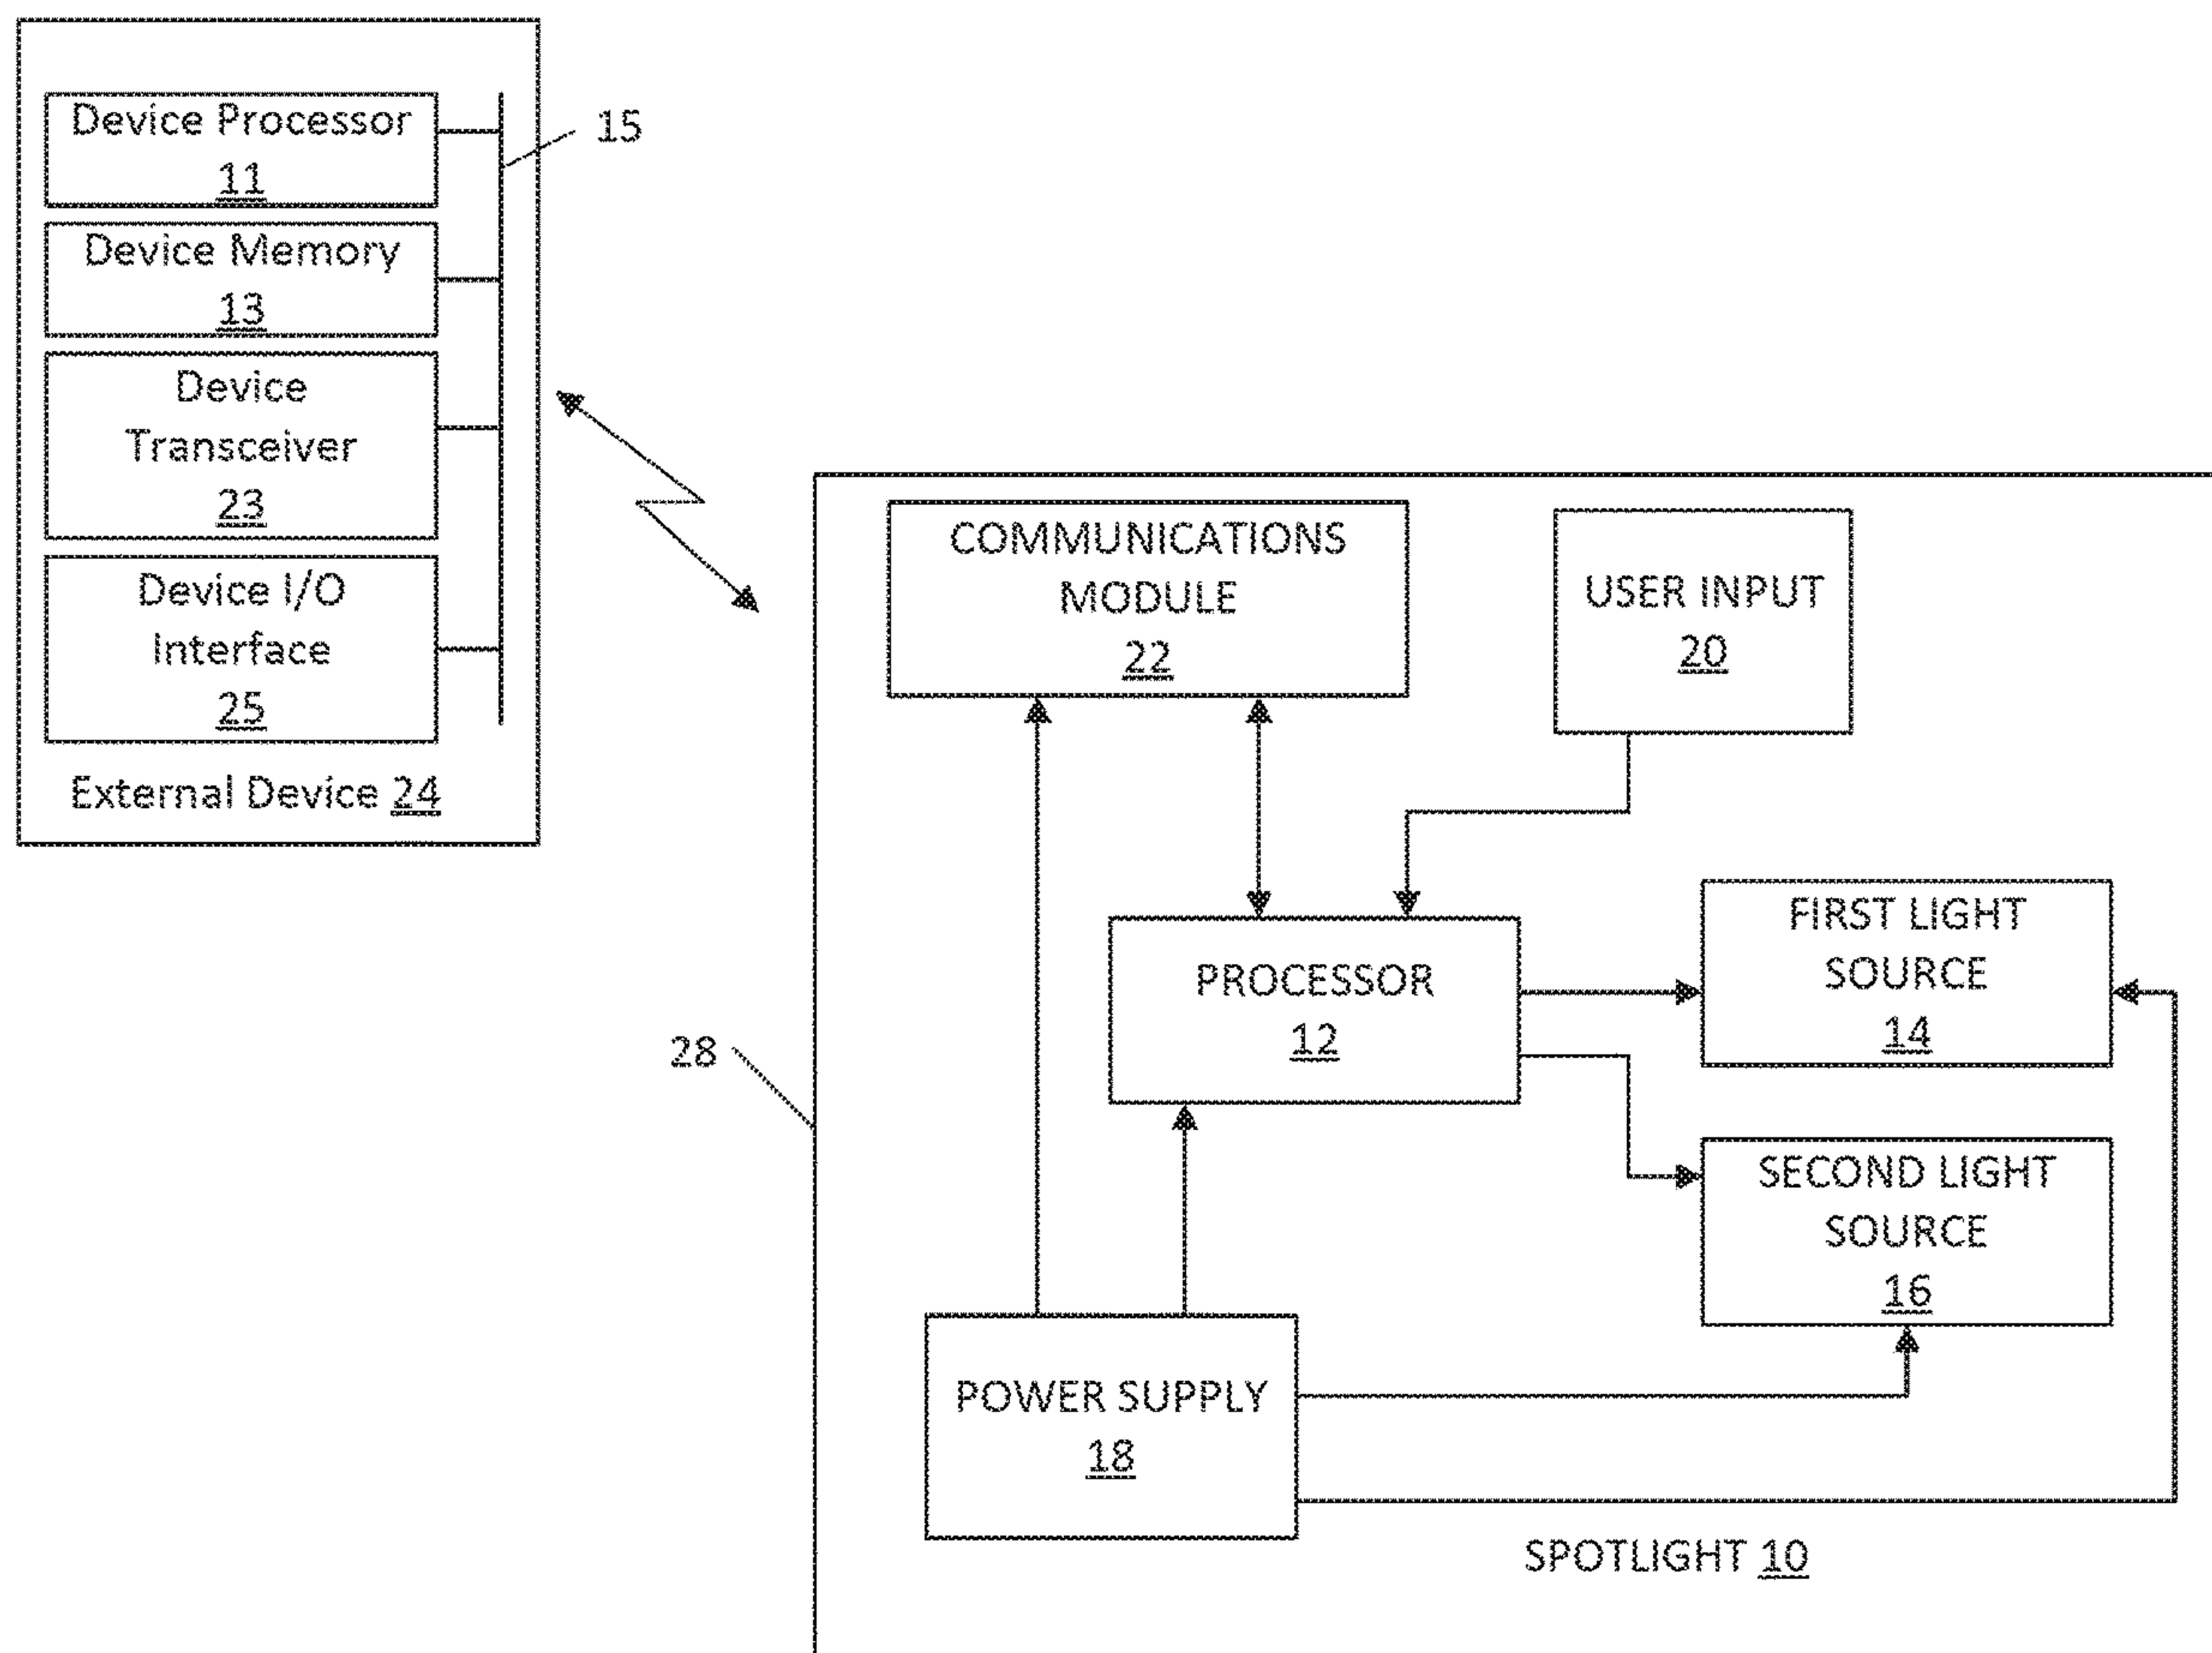 Device Processor
11
15
Device Memory
13
Device
Transceiver
23
Device I/O
Interface
25
External Device 24
COMMUNICATIONS
MODULE
22
USER INPUT
20
PROCESSOR
12
FIRST LIGHT
SOURCE
14
28
SECOND LIGHT
SOURCE
16
POWER SUPPLY
18
SPOTLIGHT 10